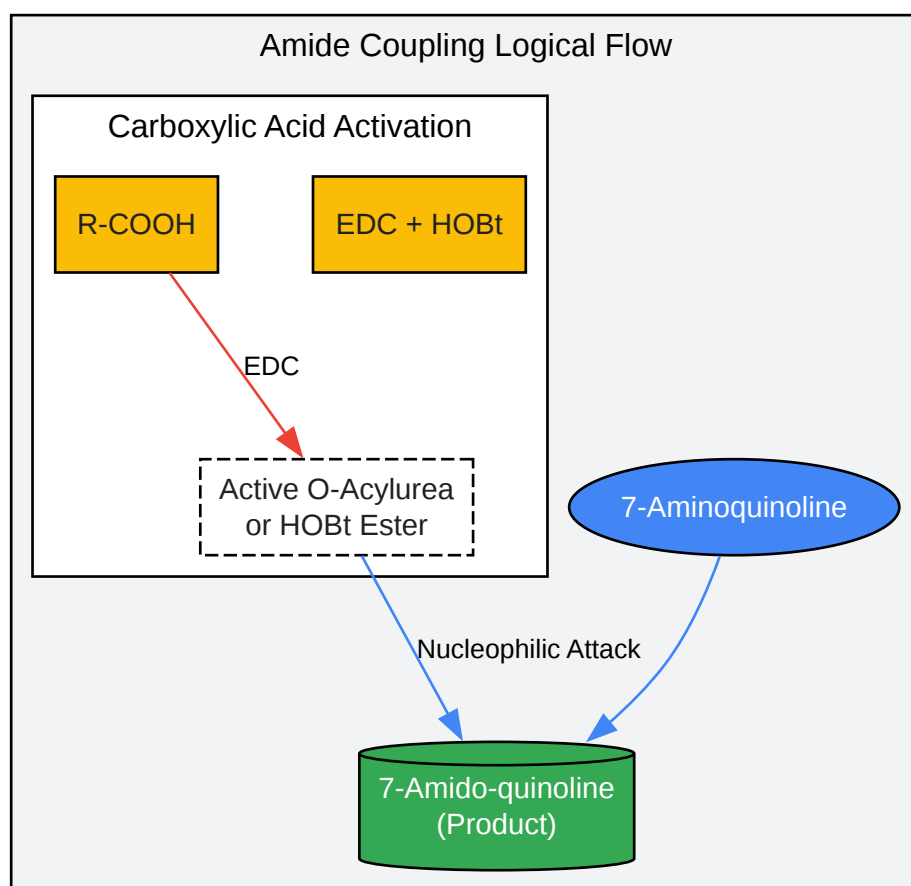 Amide Coupling Logical Flow
Carboxylic Acid Activation
R-COOH
EDC + HOBt
EDC
Active O-Acylurea
or HOBt Ester
7-Aminoquinoline
Nucleophilic Attack
7-Amido-quinoline
(Product)